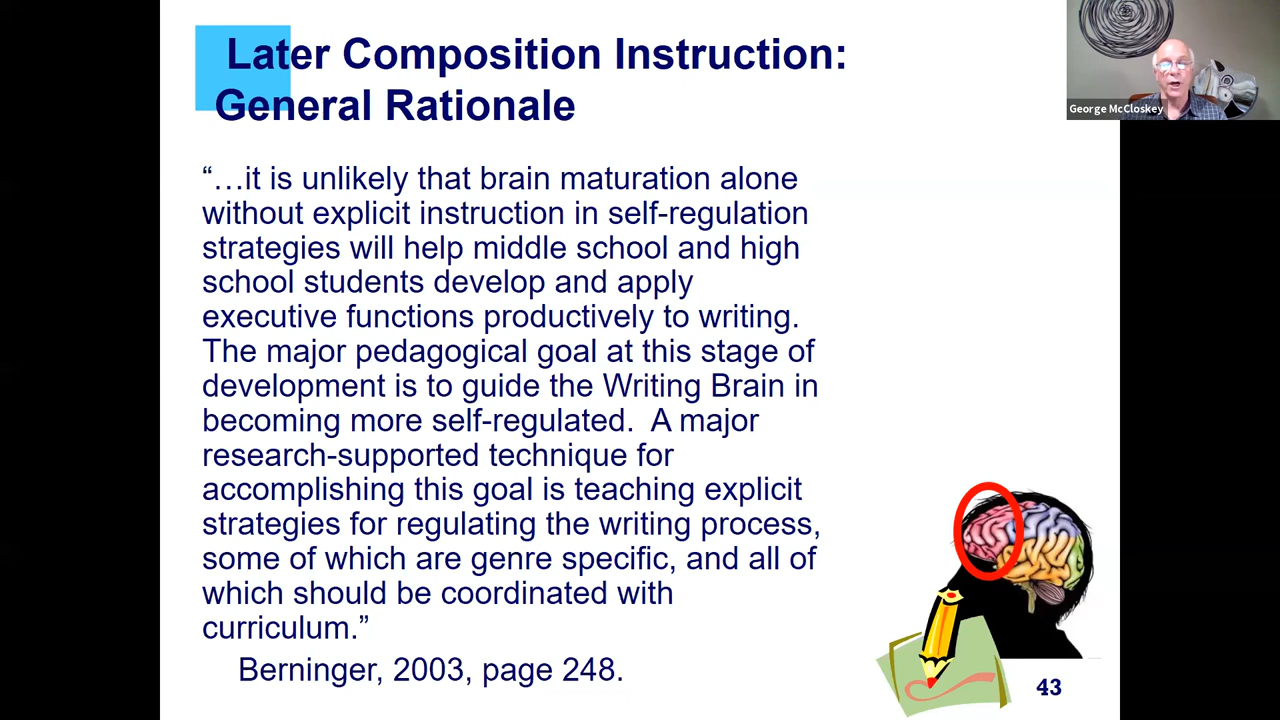 Later Composition Instruction:
General Rationale
George McCloskey
“…it is unlikely that brain maturation alone
without explicit instruction in self-regulation
strategies will help middle school and high
school students develop and apply
executive functions productively to writing.
The major pedagogical goal at this stage of
development is to guide the Writing Brain in
becoming more self-regulated.  A major
research-supported technique for
accomplishing this goal is teaching explicit
strategies for regulating the writing process,
some of which are genre specific, and all of
which should be coordinated with
curriculum.”
Berninger, 2003, page 248.
43